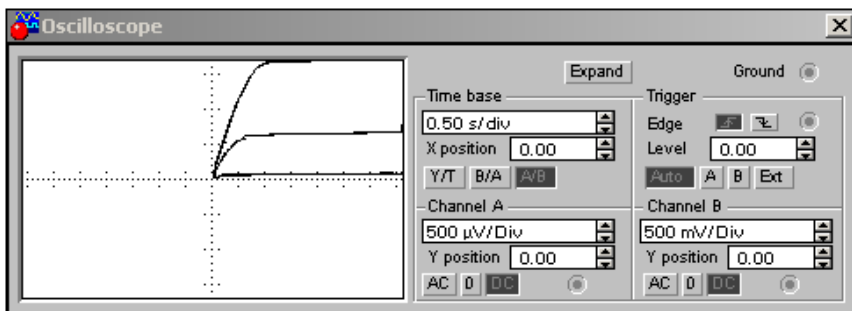 Oscilloscope
Expand
Ground
Time base
0.50 s/div
X position 0.00
Y/T B/A A/B
Trigger
Edge
Level 0.00
Auto A B Ext
Channel A
500 µV/Div
Y position 0.00
AC 0 DC
Channel B
500 mV/Div
Y position 0.00
AC 0 DC